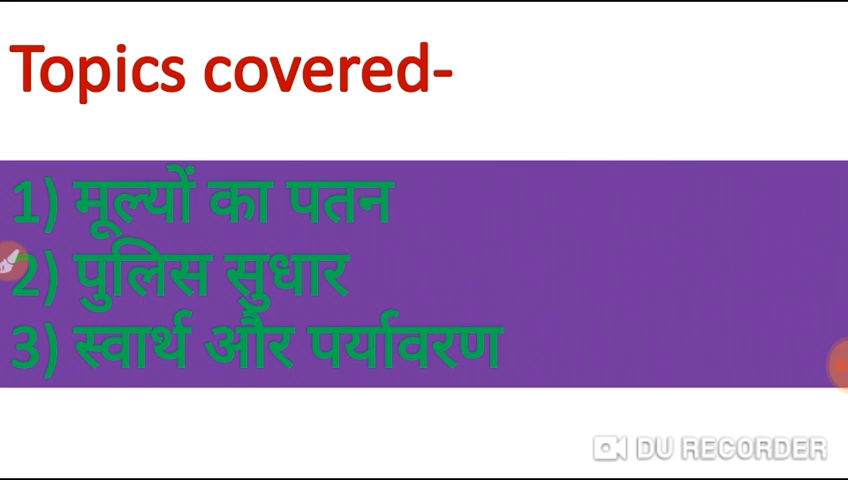 Topics covered-
1) मूल्यों का पतन
2) पुलिस सुधार
3) स्वार्थ और पर्यावरण
DU RECORDER